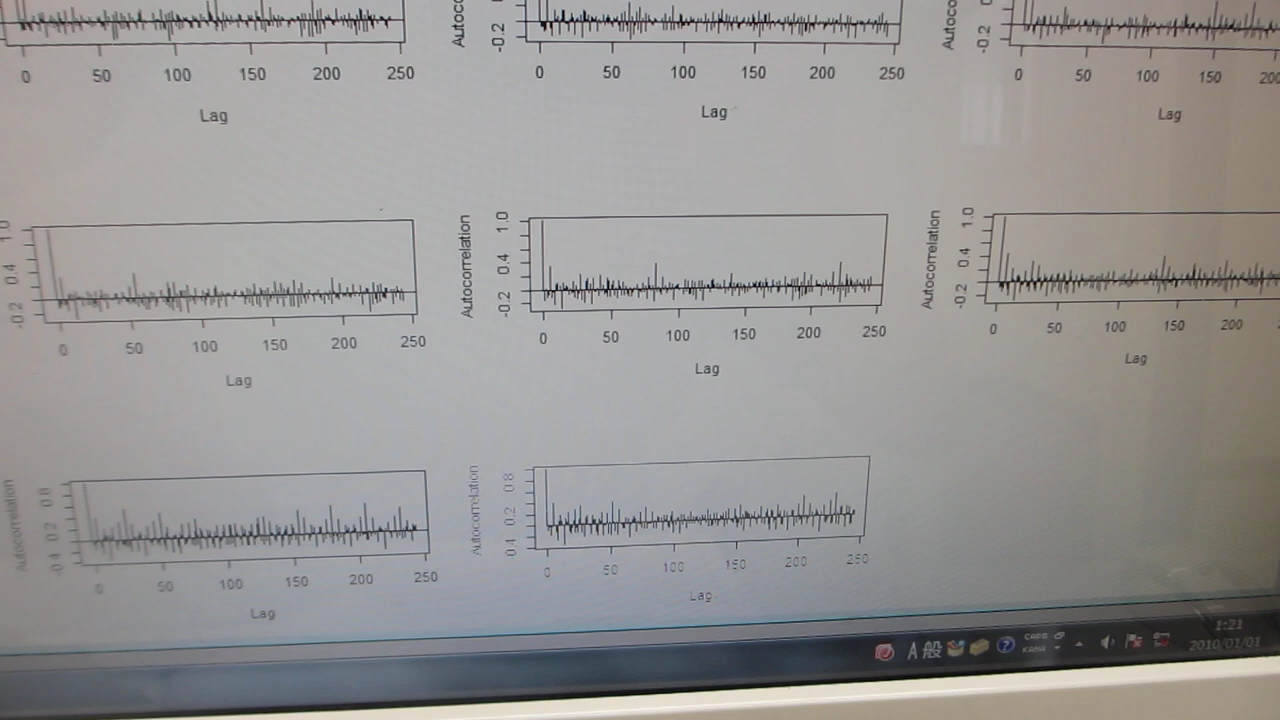 Autoco
-0.2
Autoco
-0.2
0 50 100 150 200 250
0 50 100 150 200 250
0 50 100 150 200
Lag
Lag
Lag
-0.2 0.4 1.0
Autocorrelation
-0.2 0.4 1.0
Autocorrelation
-0.2 0.4 1.0
0 50 100 150 200 250
0 50 100 150 200 250
0 50 100 150 200
Lag
Lag
Lag
Autocorrelation
-0.4 0.2 0.8
Autocorrelation
-0.4 0.2 0.8
0 50 100 150 200 250
0 50 100 150 200 250
Lag
Lag
A 般
CAPS
KANA
1:21
2010/01/01